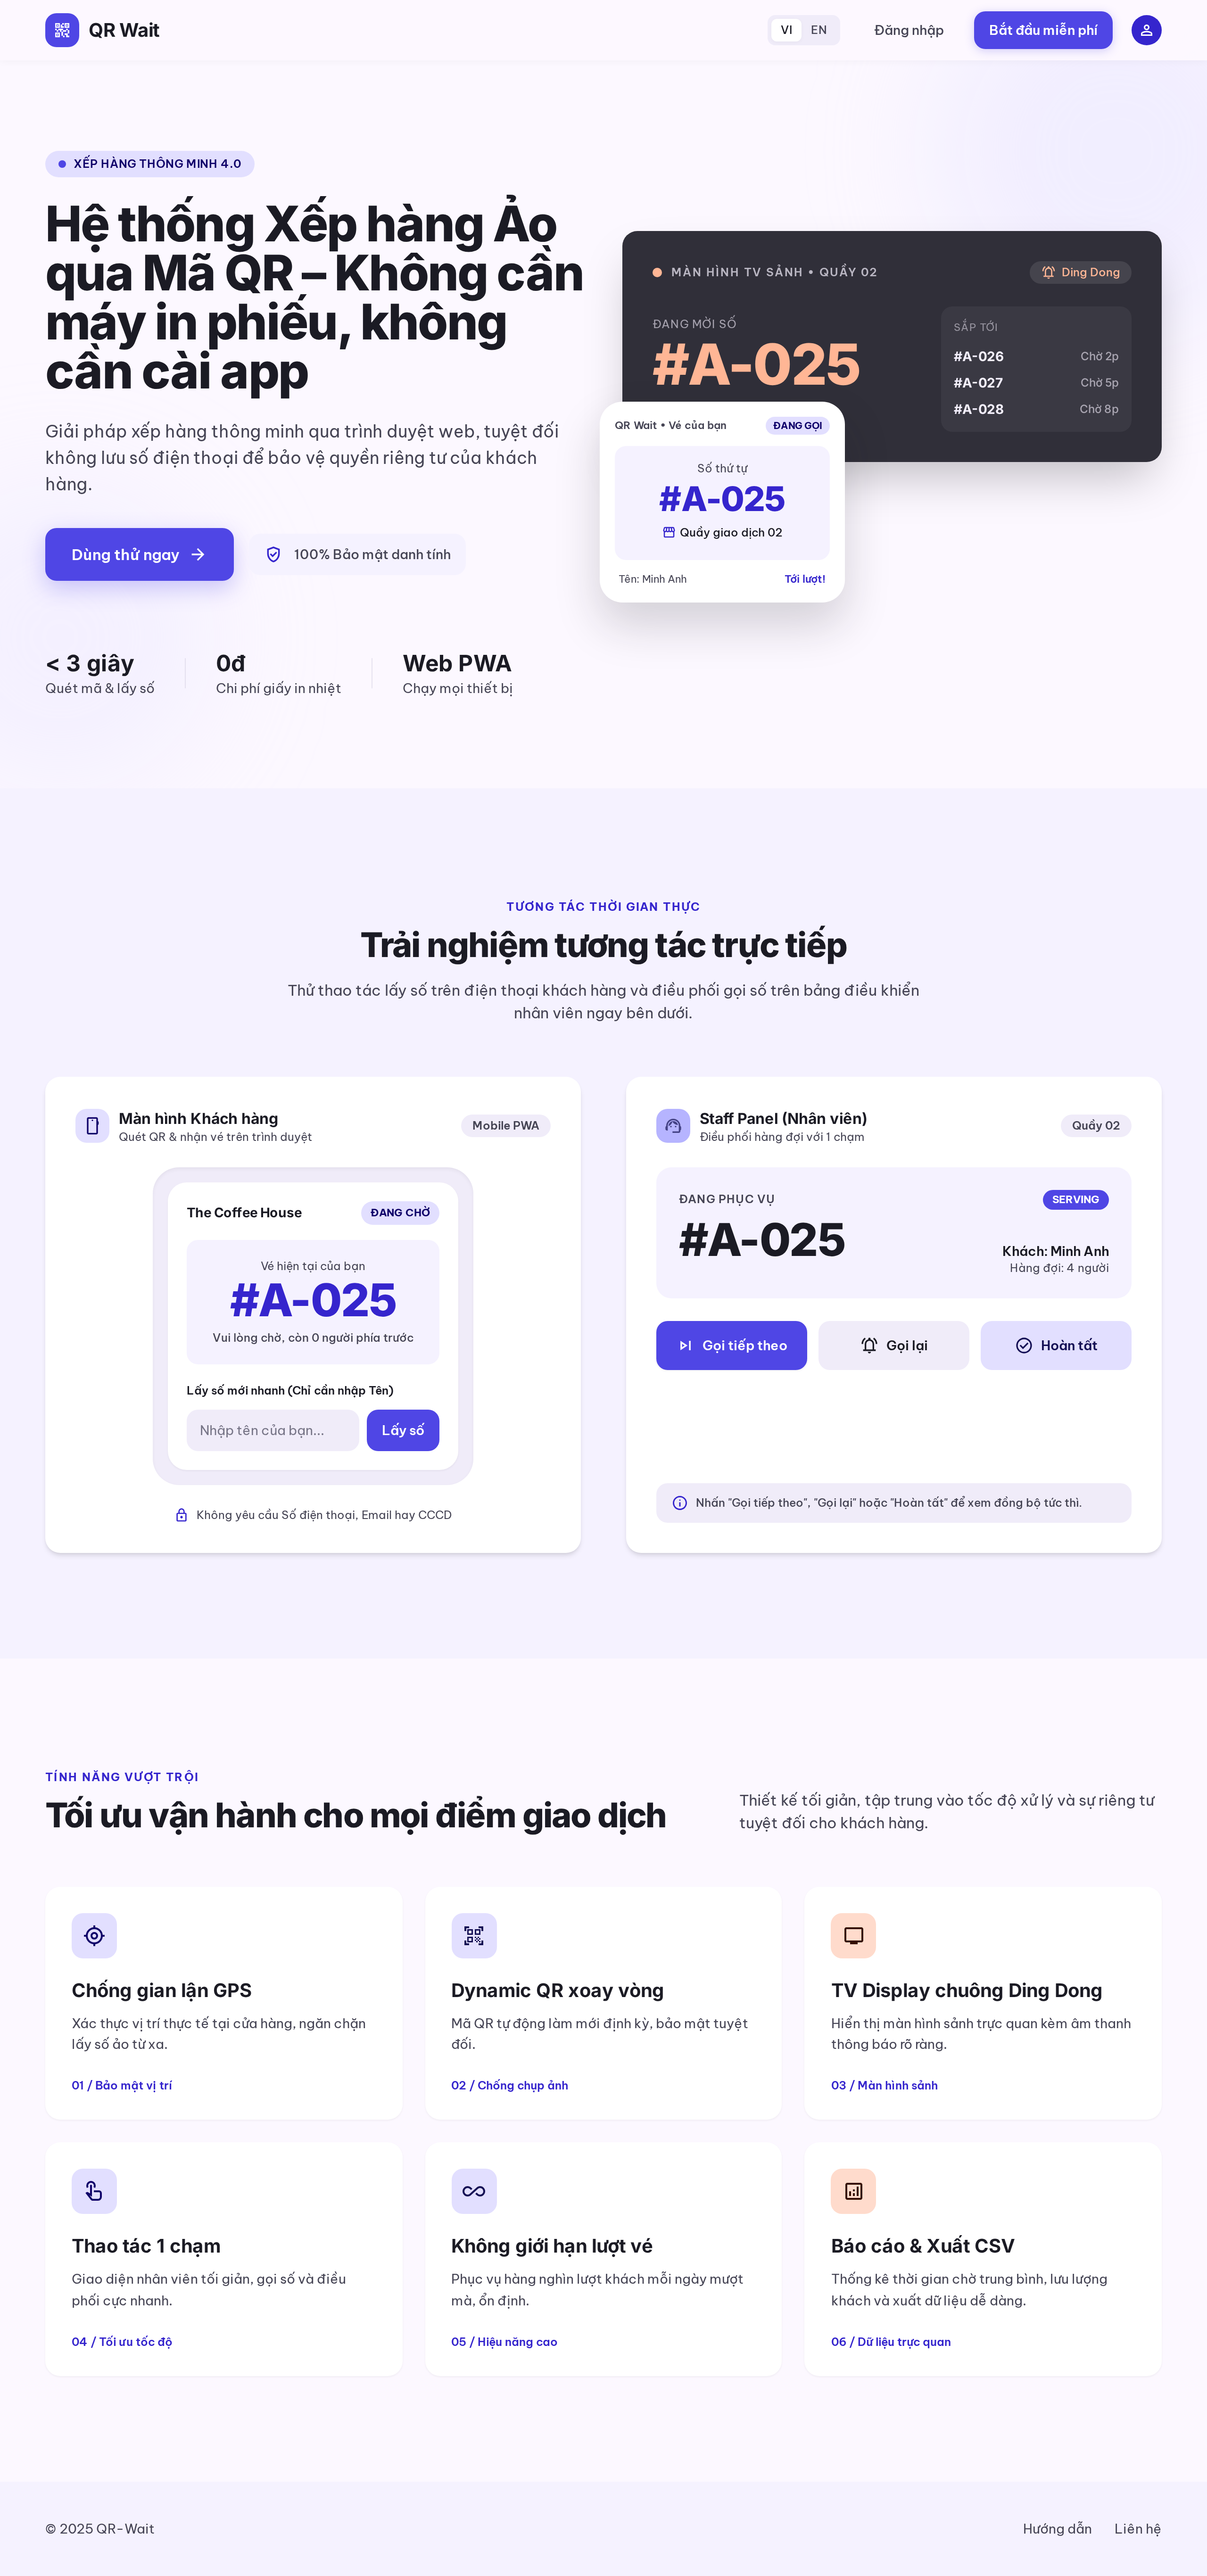 QR Wait
VI EN
Đăng nhập
Bắt đầu miễn phí
XẾP HÀNG THÔNG MINH 4.0
Hệ thống Xếp hàng Ảo
qua Mã QR – Không cần
máy in phiếu, không
cần cài app
Giải pháp xếp hàng thông minh qua trình duyệt web, tuyệt đối
không lưu số điện thoại để bảo vệ quyền riêng tư của khách
hàng.
Dùng thử ngay
100% Bảo mật danh tính
< 3 giây
Quét mã & lấy số
0đ
Chi phí giấy in nhiệt
Web PWA
Chạy mọi thiết bị
MÀN HÌNH TV SẢNH • QUẦY 02
Ding Dong
ĐANG MỜI SỐ
#A-025
SẮP TỚI
#A-026 Chờ 2p
#A-027 Chờ 5p
#A-028 Chờ 8p
QR Wait • Vé của bạn
ĐANG GỌI
Số thứ tự
#A-025
Quầy giao dịch 02
Tên: Minh Anh
Tới lượt!
TƯƠNG TÁC THỜI GIAN THỰC
Trải nghiệm tương tác trực tiếp
Thử thao tác lấy số trên điện thoại khách hàng và điều phối gọi số trên bảng điều khiển
nhân viên ngay bên dưới.
Màn hình Khách hàng
Quét QR & nhận vé trên trình duyệt
Mobile PWA
The Coffee House
ĐANG CHỜ
Vé hiện tại của bạn
#A-025
Vui lòng chờ, còn 0 người phía trước
Lấy số mới nhanh (Chỉ cần nhập Tên)
Nhập tên của bạn...
Lấy số
Không yêu cầu Số điện thoại, Email hay CCCD
Staff Panel (Nhân viên)
Điều phối hàng đợi với 1 chạm
Quầy 02
ĐANG PHỤC VỤ
SERVING
#A-025
Khách: Minh Anh
Hàng đợi: 4 người
Gọi tiếp theo
Gọi lại
Hoàn tất
Nhấn "Gọi tiếp theo", "Gọi lại" hoặc "Hoàn tất" để xem đồng bộ tức thì.
TÍNH NĂNG VƯỢT TRỘI
Tối ưu vận hành cho mọi điểm giao dịch
Thiết kế tối giản, tập trung vào tốc độ xử lý và sự riêng tư
tuyệt đối cho khách hàng.
Chống gian lận GPS
Xác thực vị trí thực tế tại cửa hàng, ngăn chặn
lấy số ảo từ xa.
01 / Bảo mật vị trí
Dynamic QR xoay vòng
Mã QR tự động làm mới định kỳ, bảo mật tuyệt
đối.
02 / Chống chụp ảnh
TV Display chuông Ding Dong
Hiển thị màn hình sảnh trực quan kèm âm thanh
thông báo rõ ràng.
03 / Màn hình sảnh
Thao tác 1 chạm
Giao diện nhân viên tối giản, gọi số và điều
phối cực nhanh.
04 / Tối ưu tốc độ
Không giới hạn lượt vé
Phục vụ hàng nghìn lượt khách mỗi ngày mượt
mà, ổn định.
05 / Hiệu năng cao
Báo cáo & Xuất CSV
Thống kê thời gian chờ trung bình, lưu lượng
khách và xuất dữ liệu dễ dàng.
06 / Dữ liệu trực quan
© 2025 QR-Wait
Hướng dẫn
Liên hệ